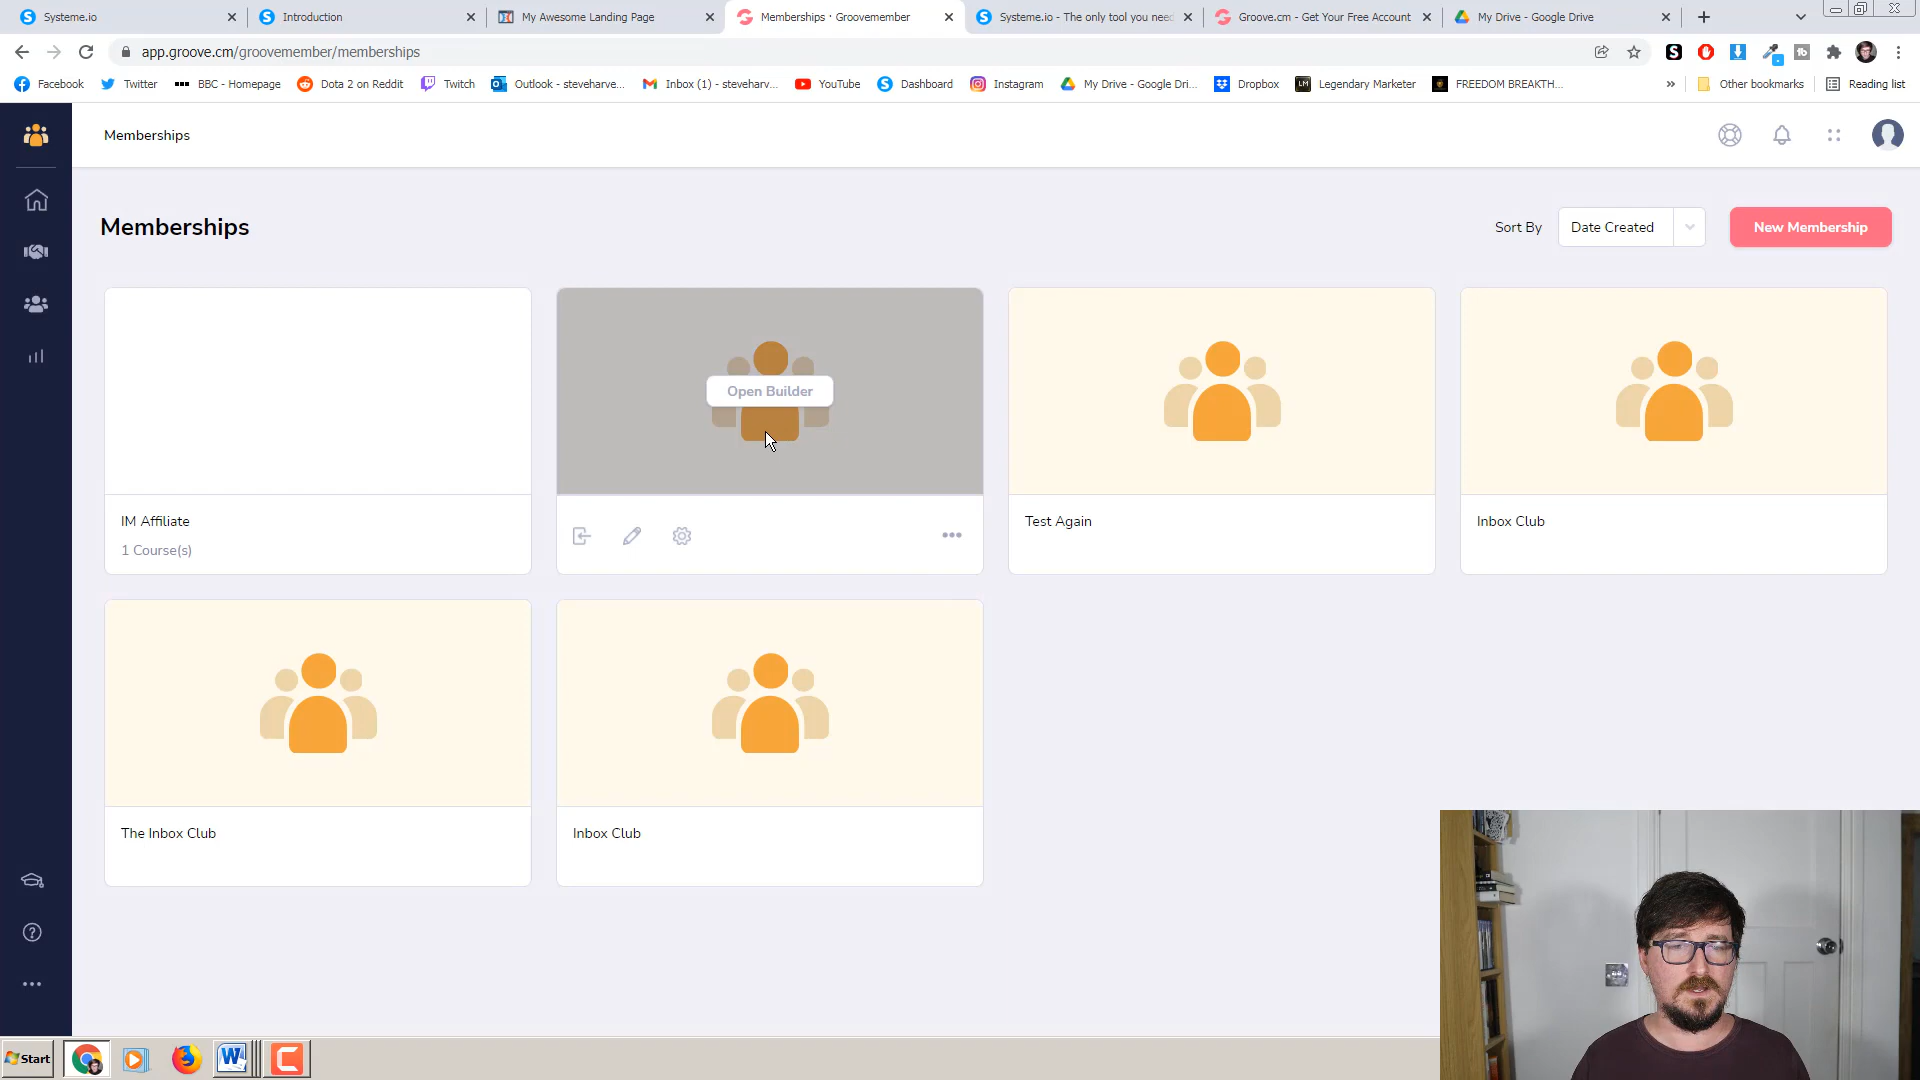 Systeme.io
Introduction
My Awesome Landing Page
Memberships · Groovemember
Systeme.io - The only tool you nee
Groove.cm - Get Your Free Account
My Drive - Google Drive
app.groove.cm/groovemember/memberships
Facebook
Twitter
BBC - Homepage
Dota 2 on Reddit
Twitch
Outlook - steveharve...
Inbox (1) - steveharv...
YouTube
Dashboard
Instagram
My Drive - Google Dri...
Dropbox
LM
Legendary Marketer
FREEDOM BREAKTH...
»
Other bookmarks
Reading list
Memberships
Memberships
Sort By
Date Created
New Membership
Open Builder
IM Affiliate
1 Course(s)
Test Again
Inbox Club
The Inbox Club
Inbox Club
Start